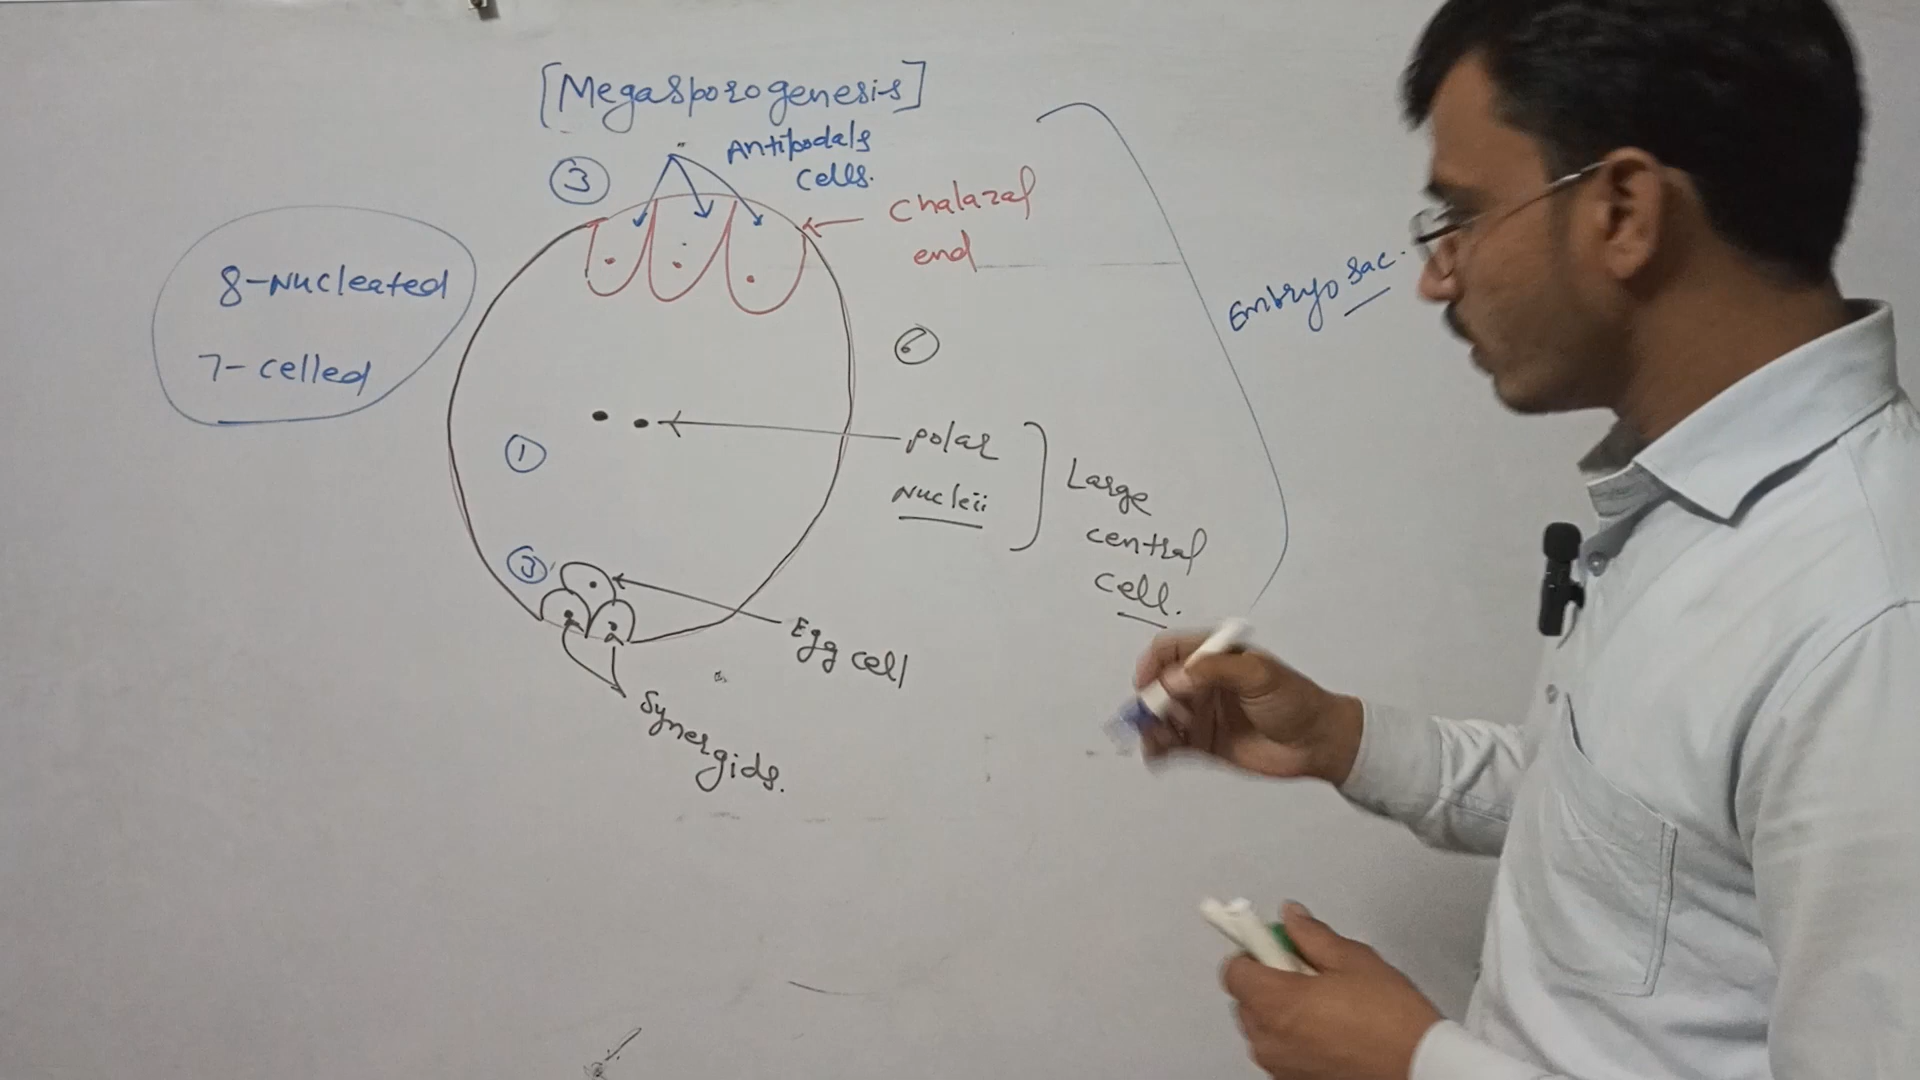 [Megasporogenesis]
Antipodals
cells.
3
chalazal
end
8-Nucleated
7-celled
Embryo sac.
6
polar
Nucleii
Large
central
cell.
1
3
Egg cell
Synergids.